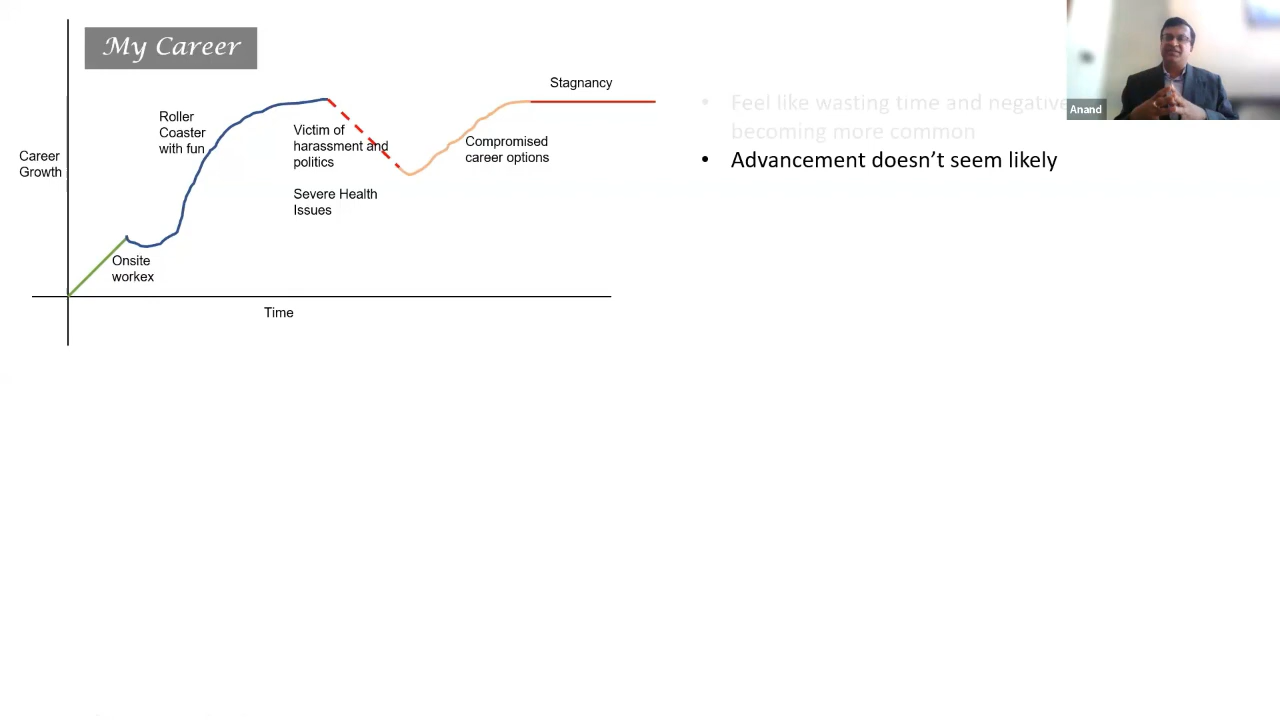 My Career
Career
Growth
Roller
Coaster
with fun
Onsite
workex
Victim of
harassment and
politics
Severe Health
Issues
Compromised
career options
Stagnancy
Time
• Feel like wasting time and negative
becoming more common
• Advancement doesn’t seem likely
Anand